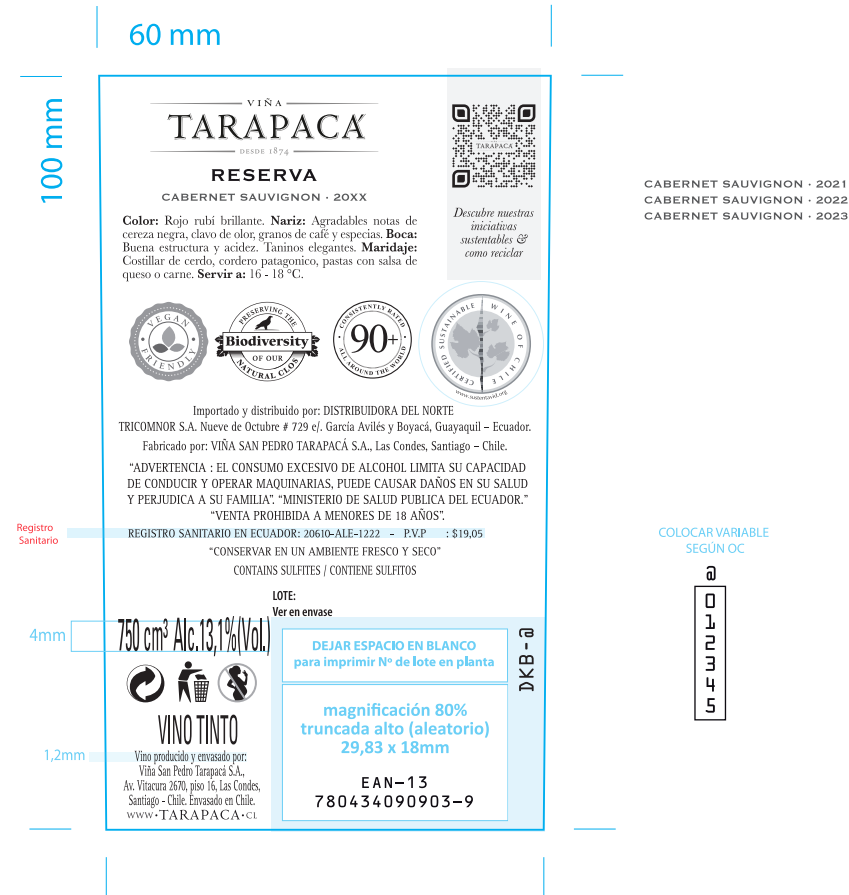 60 mm
100 mm
VIÑA
TARAPACÁ
DESDE 1874
RESERVA
CABERNET SAUVIGNON · 20XX
Color: Rojo rubí brillante. Nariz: Agradables notas de
cereza negra, clavo de olor, granos de café y especias. Boca:
Buena estructura y acidez. Taninos elegantes. Maridaje:
Costillar de cerdo, cordero patagonico, pastas con salsa de
queso o carne. Servir a: 16 - 18 °C.
TARAPACÁ
Descubre nuestras
iniciativas
sustentables &
como reciclar
CABERNET SAUVIGNON · 2021
CABERNET SAUVIGNON · 2022
CABERNET SAUVIGNON · 2023
VEGAN
FRIENDLY
PRESERVING THE
Biodiversity
OF OUR
NATURAL CLOS
CONSISTENTLY RATED
90+
ALL AROUND THE WORLD
CERTIFIED SUSTAINABLE WINE OF CHILE
www.sustentavid.org
Importado y distribuido por: DISTRIBUIDORA DEL NORTE
TRICOMNOR S.A. Nueve de Octubre # 729 e/. García Avilés y Boyacá, Guayaquil – Ecuador.
Fabricado por: VIÑA SAN PEDRO TARAPACÁ S.A., Las Condes, Santiago – Chile.
“ADVERTENCIA : EL CONSUMO EXCESIVO DE ALCOHOL LIMITA SU CAPACIDAD
DE CONDUCIR Y OPERAR MAQUINARIAS, PUEDE CAUSAR DAÑOS EN SU SALUD
Y PERJUDICA A SU FAMILIA”. “MINISTERIO DE SALUD PUBLICA DEL ECUADOR.”
“VENTA PROHIBIDA A MENORES DE 18 AÑOS”.
Registro
Sanitario
REGISTRO SANITARIO EN ECUADOR: 20610-ALE-1222 - P.V.P : $19,05
“CONSERVAR EN UN AMBIENTE FRESCO Y SECO”
CONTAINS SULFITES / CONTIENE SULFITOS
LOTE:
Ver en envase
4mm
750 cm³ Alc.13,1%(Vol.)
DEJAR ESPACIO EN BLANCO
para imprimir Nº de lote en planta
DKB-@
VINO TINTO
1,2mm
Vino producido y envasado por:
Viña San Pedro Tarapacá S.A.,
Av. Vitacura 2670, piso 16, Las Condes,
Santiago - Chile. Envasado en Chile.
WWW·TARAPACA·CL
magnificación 80%
truncada alto (aleatorio)
29,83 x 18mm
EAN-13
780434090903-9
COLOCAR VARIABLE
SEGÚN OC
@
0
1
2
3
4
5